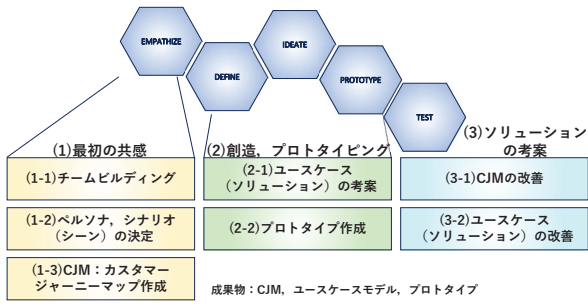 EMPATHIZE
DEFINE
IDEATE
PROTOTYPE
TEST
(1)最初の共感
(1-1)チームビルディング
(1-2)ペルソナ，シナリオ
（シーン）の決定
(1-3)CJM：カスタマー
ジャーニーマップ作成
(2)創造，プロトタイピング
(2-1)ユースケース
（ソリューション）の考案
(2-2)プロトタイプ作成
(3)ソリューション
の考案
(3-1)CJMの改善
(3-2)ユースケース
（ソリューション）の改善
成果物：CJM，ユースケースモデル，プロトタイプ